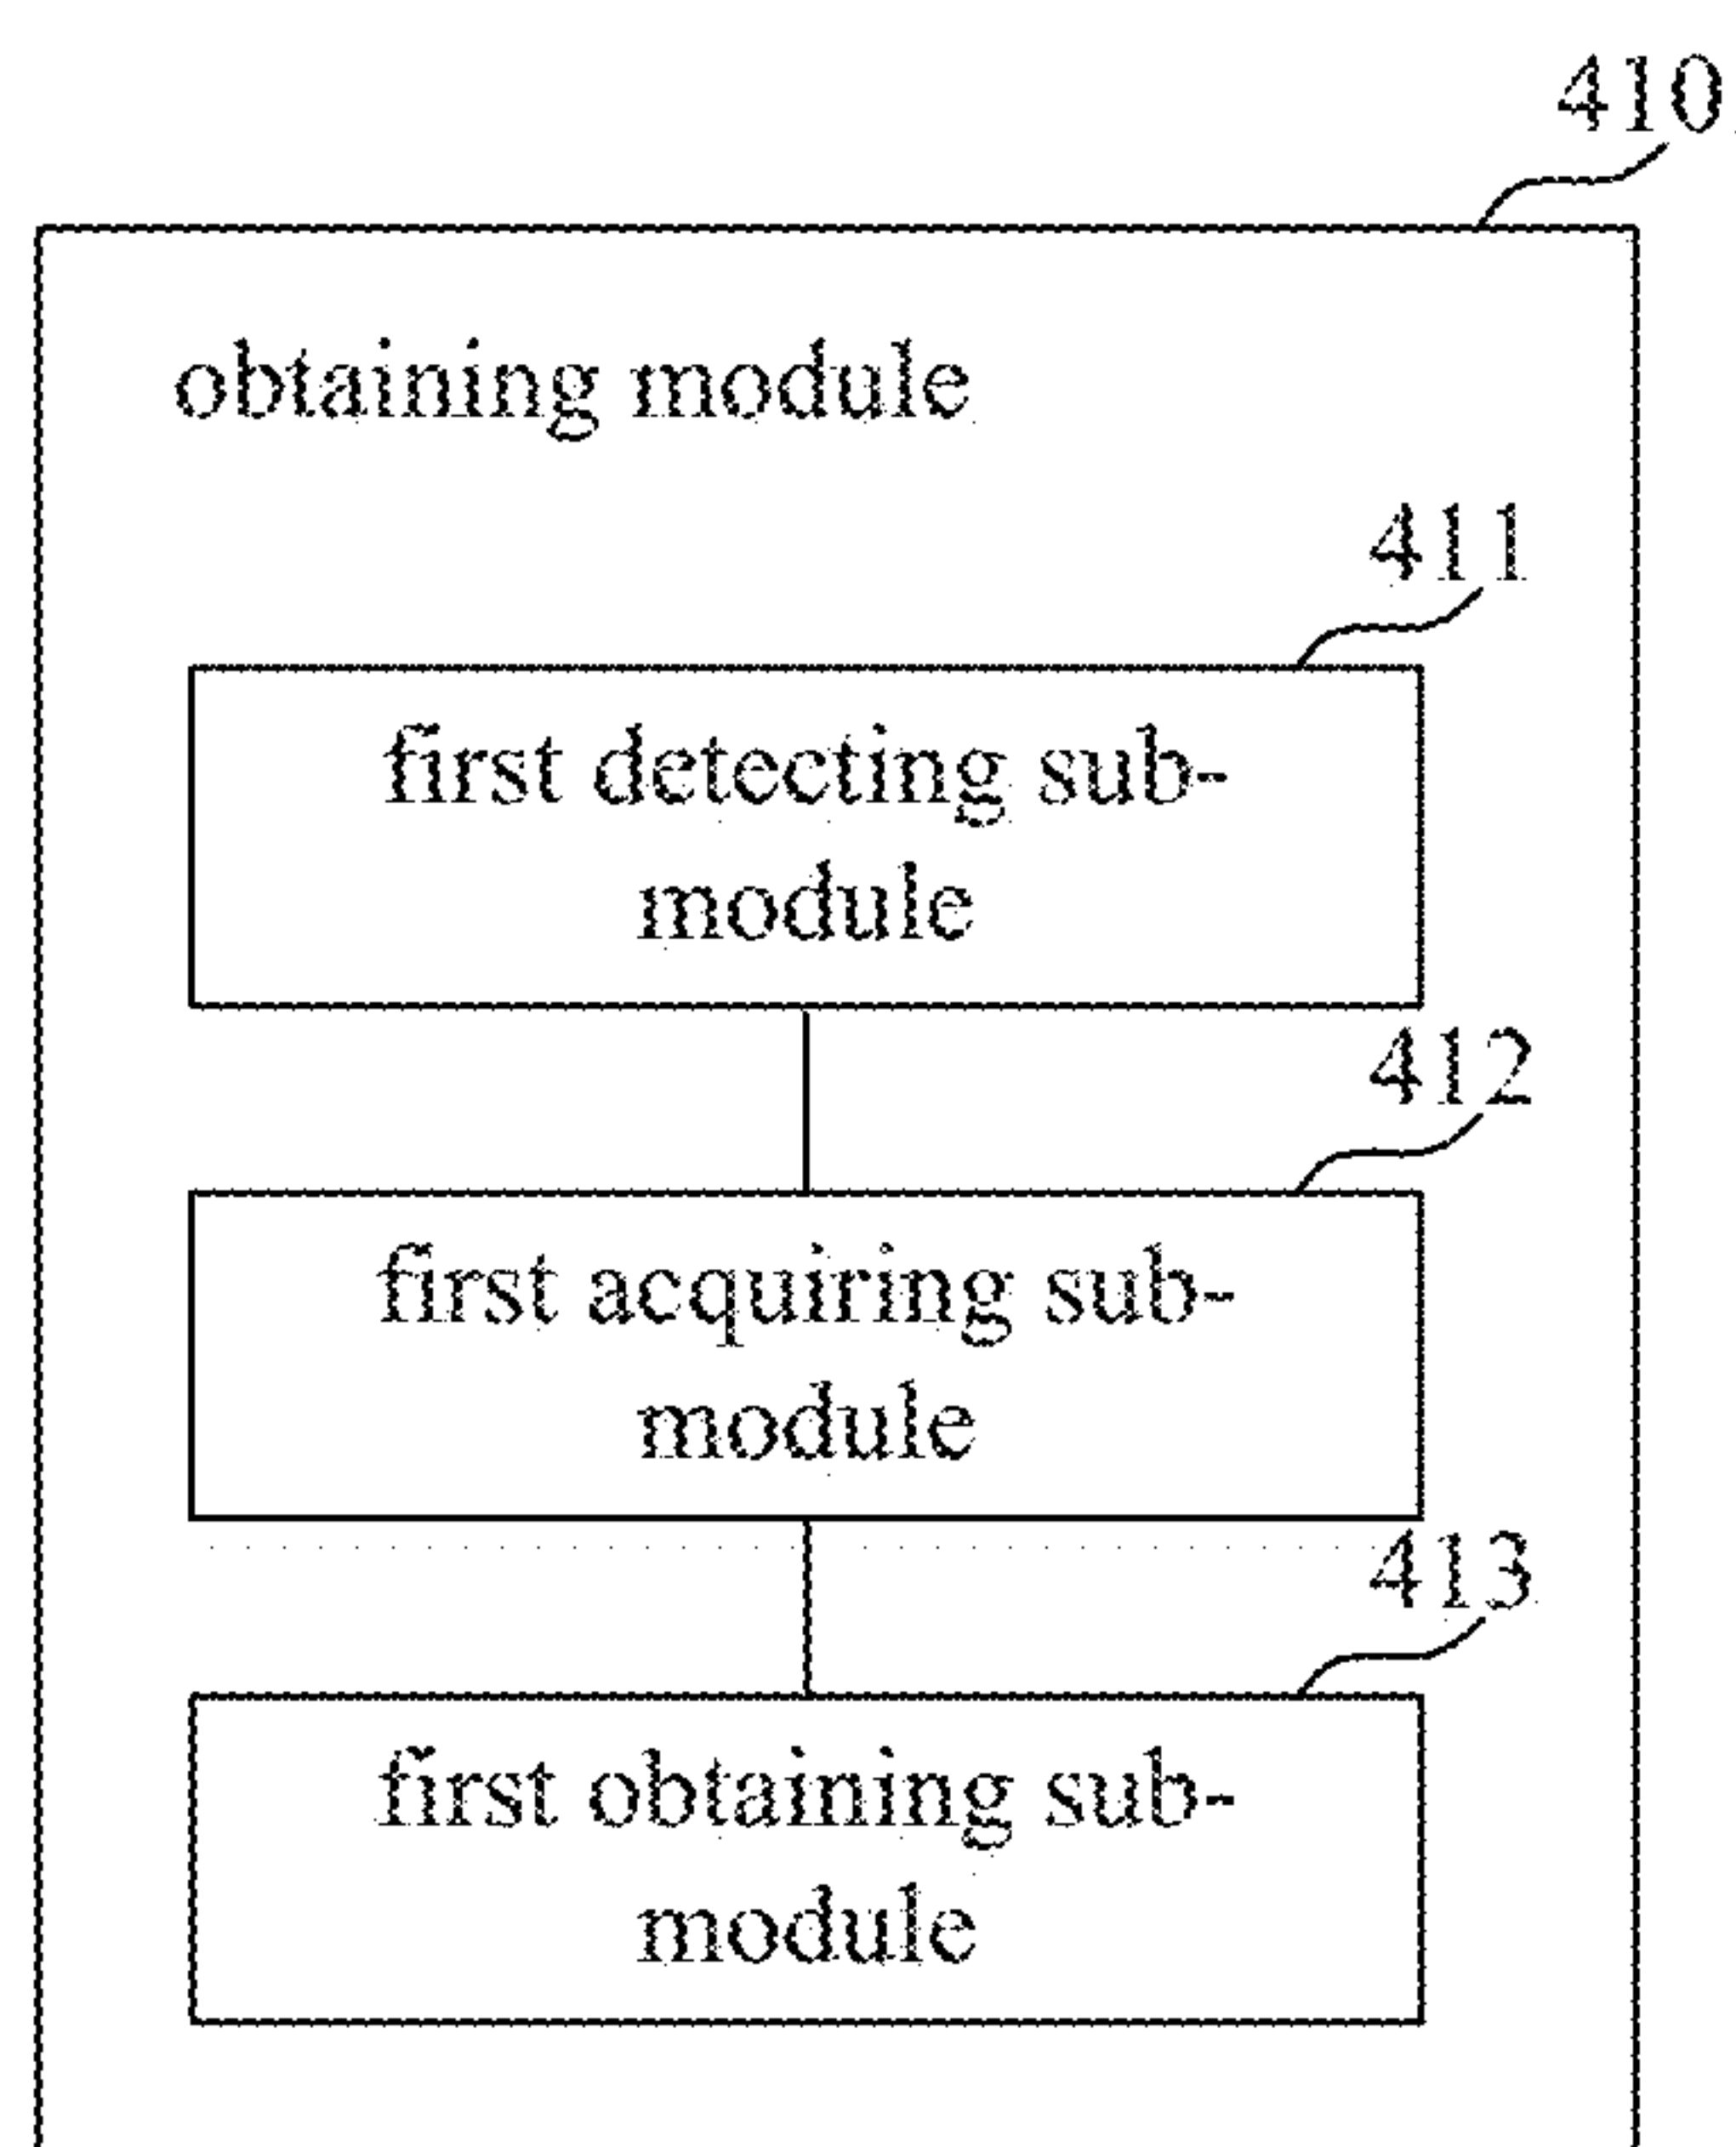 410
obtaining module
411
first detecting sub-
module
412
first acquiring sub-
module
413
first obtaining sub-
module